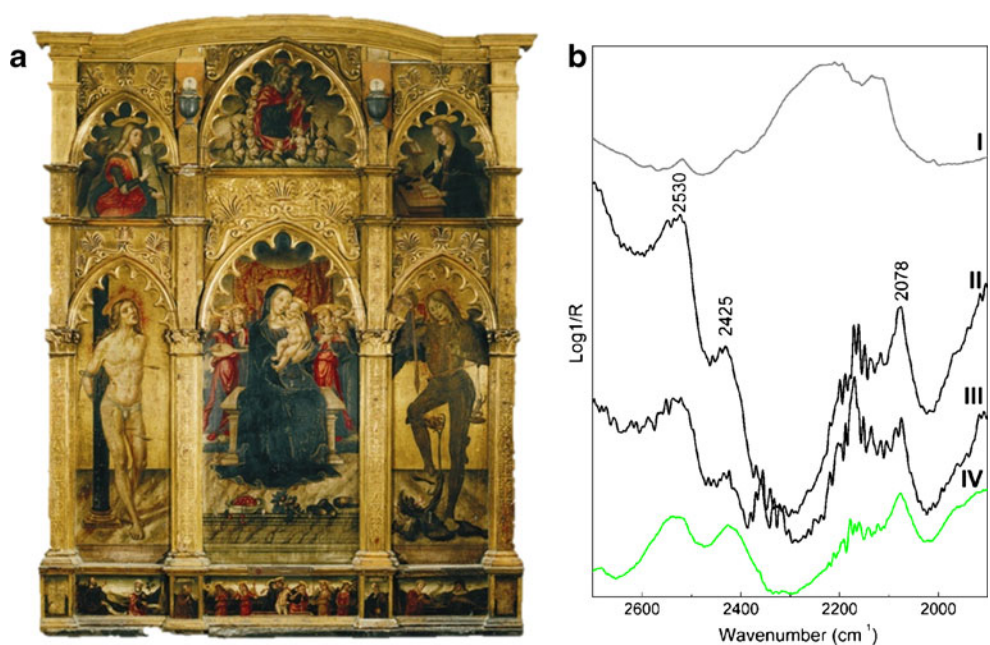 a
b
I
2530
II
2425
2078
III
IV
Log1/R
2600
2400
2200
2000
Wavenumber (cm⁻¹)